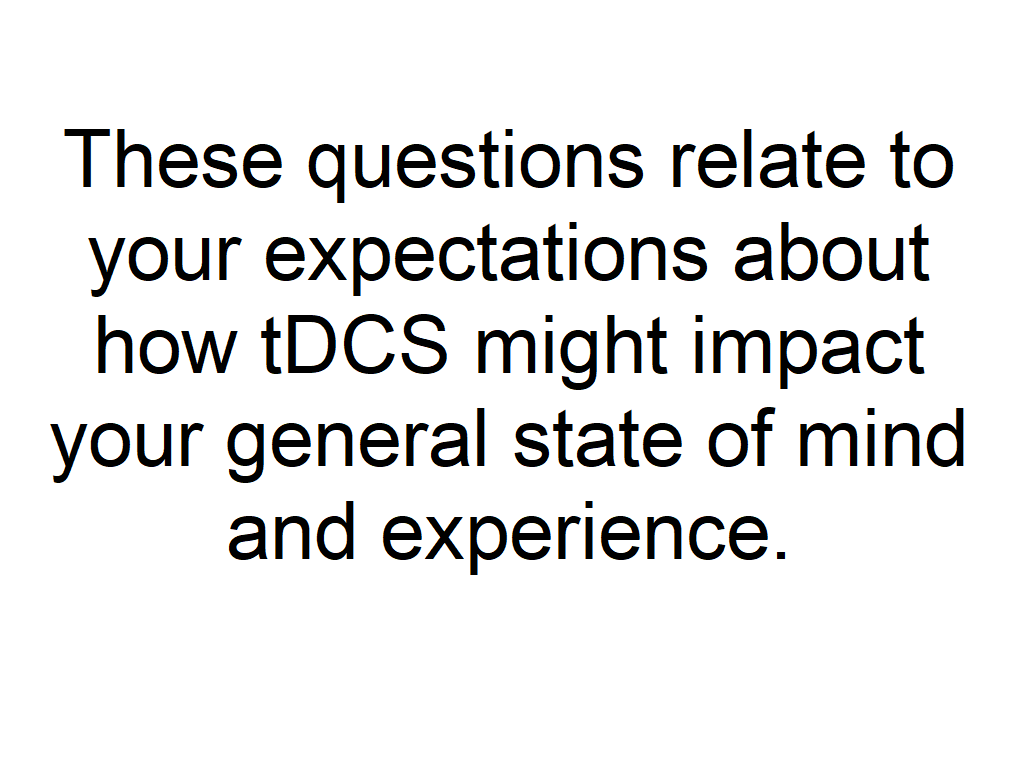 These questions relate to
your expectations about
how tDCS might impact
your general state of mind
and experience.